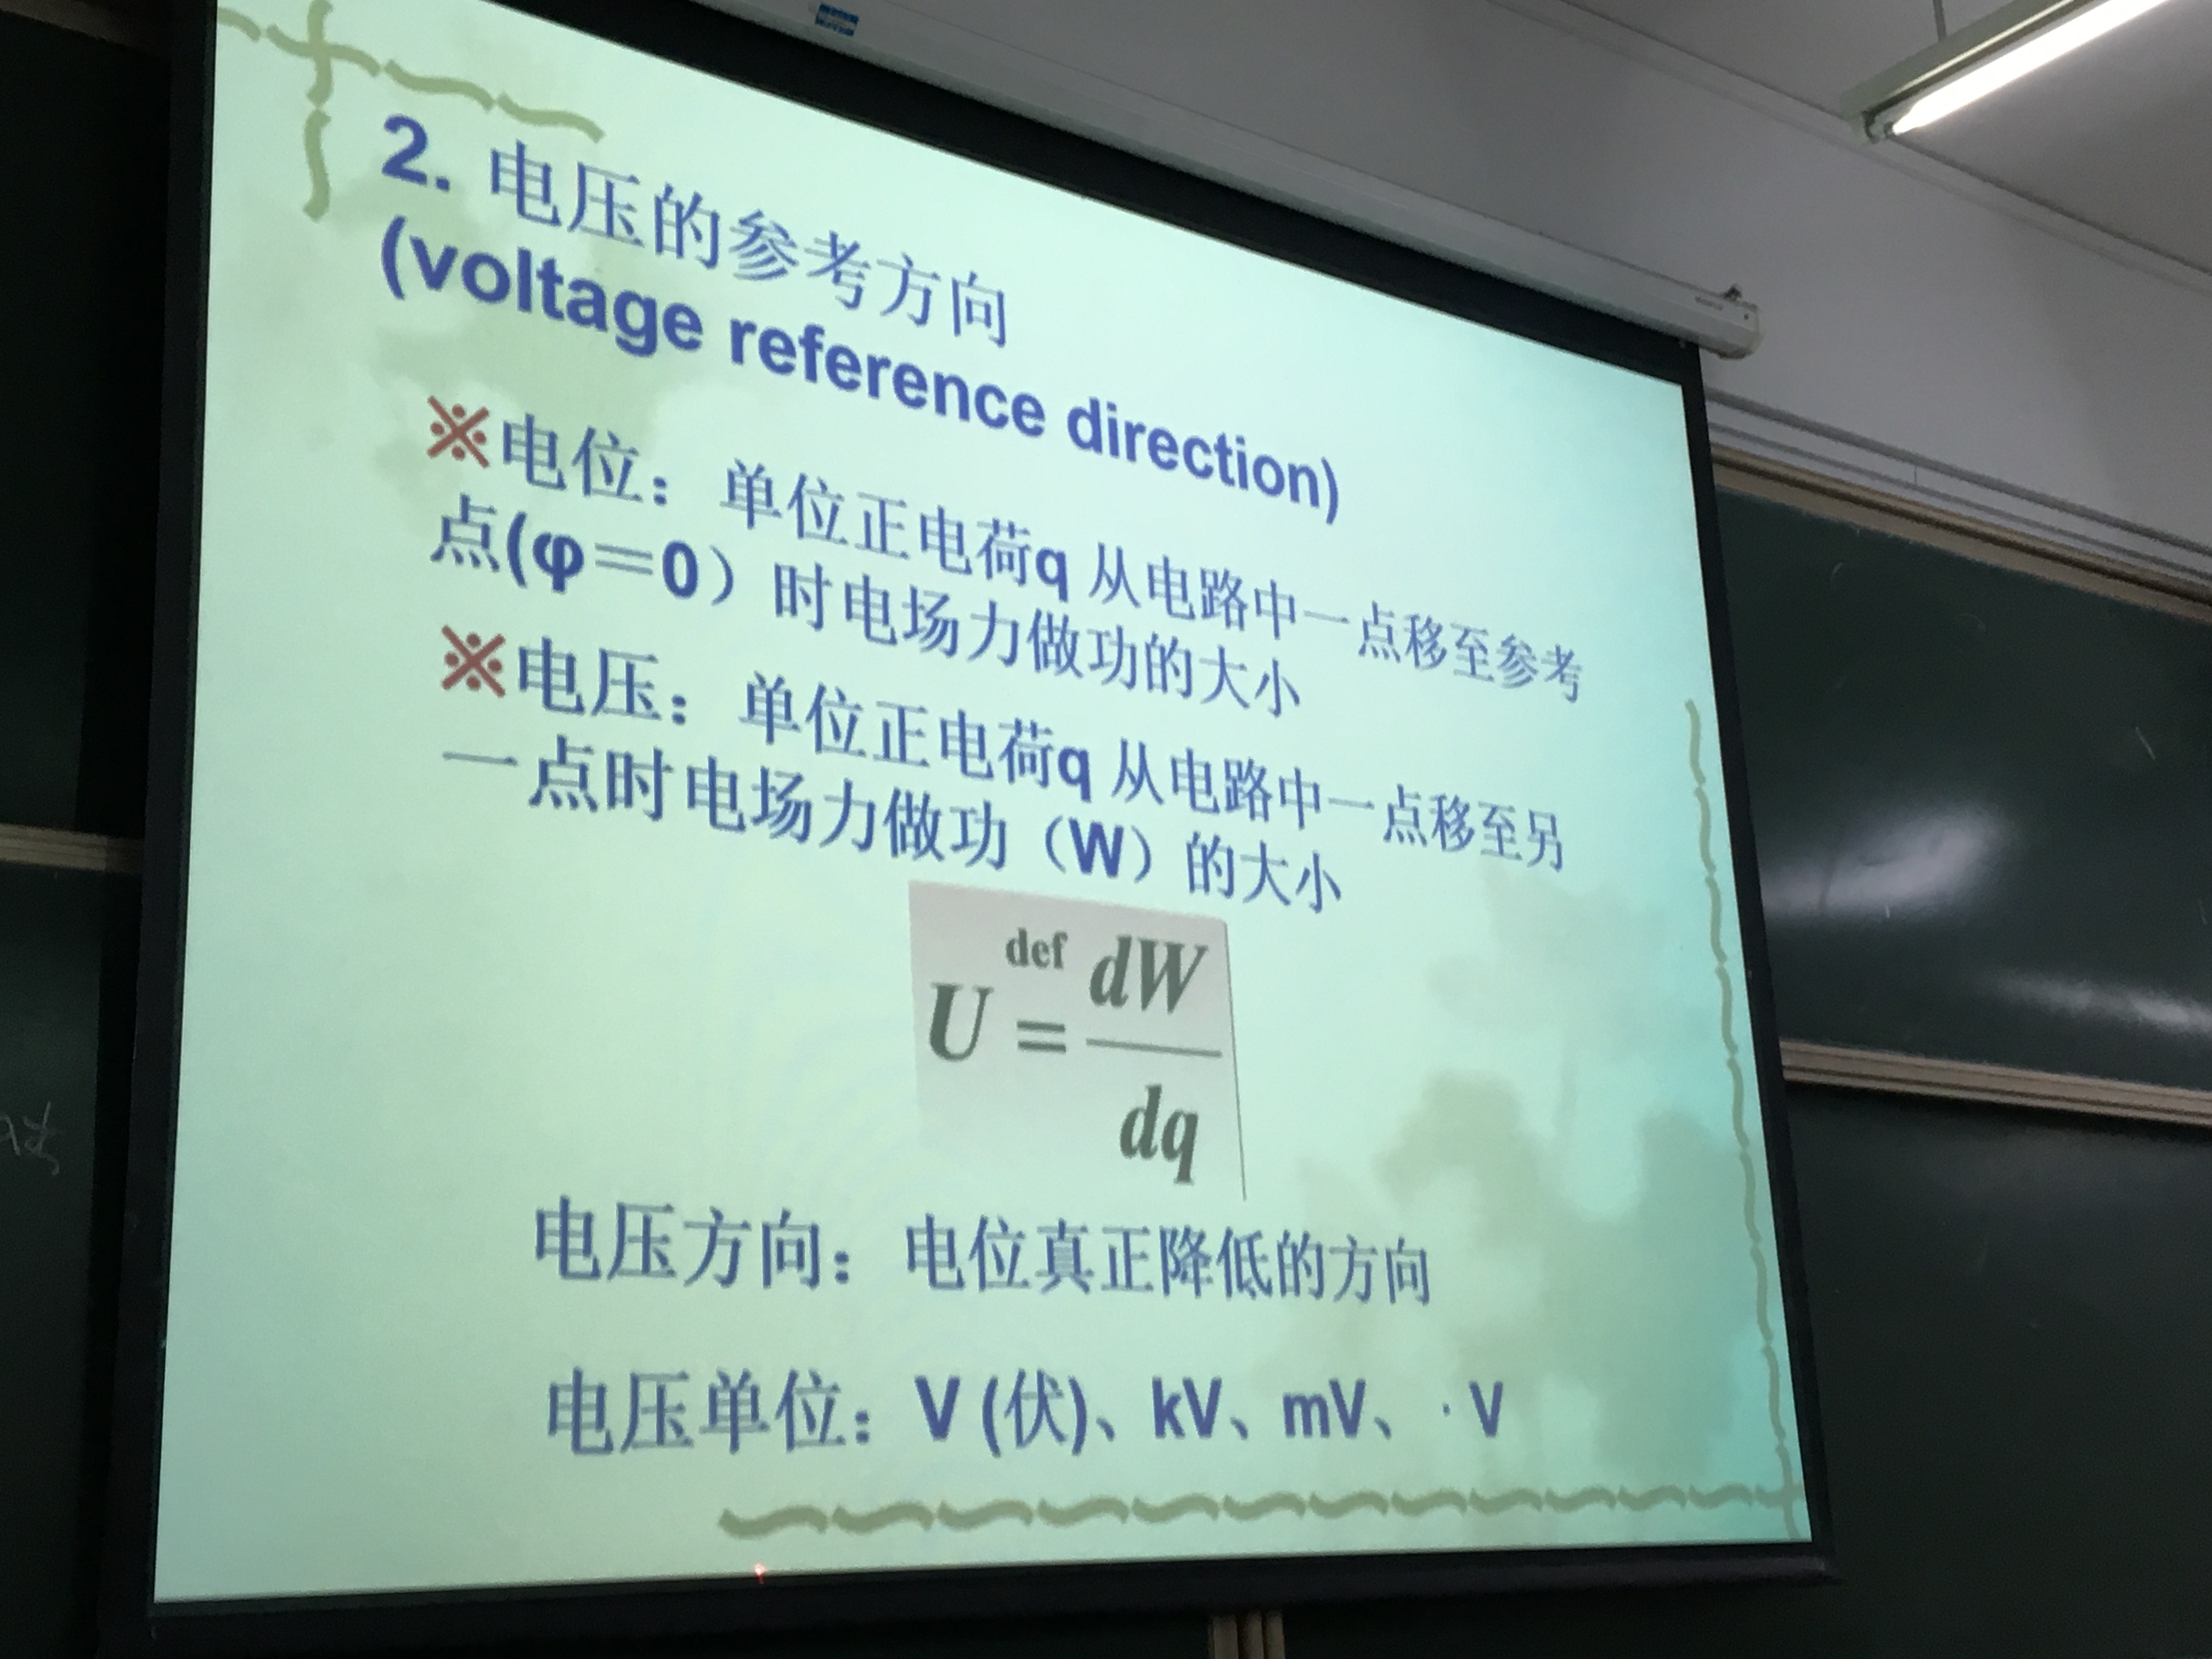 2. 电压的参考方向
(voltage reference direction)
※电位：单位正电荷q 从电路中一点移至参考
点(φ＝0）时电场力做功的大小
※电压：单位正电荷q 从电路中一点移至另
一点时电场力做功（W）的大小
U def= dW/dq
电压方向：电位真正降低的方向
电压单位：V (伏)、kV、mV、·V